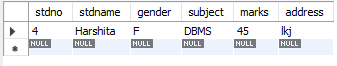 stdno stdname gender subject marks address
4 Harshita F DBMS 45 lkj
NULL NULL NULL NULL NULL NULL